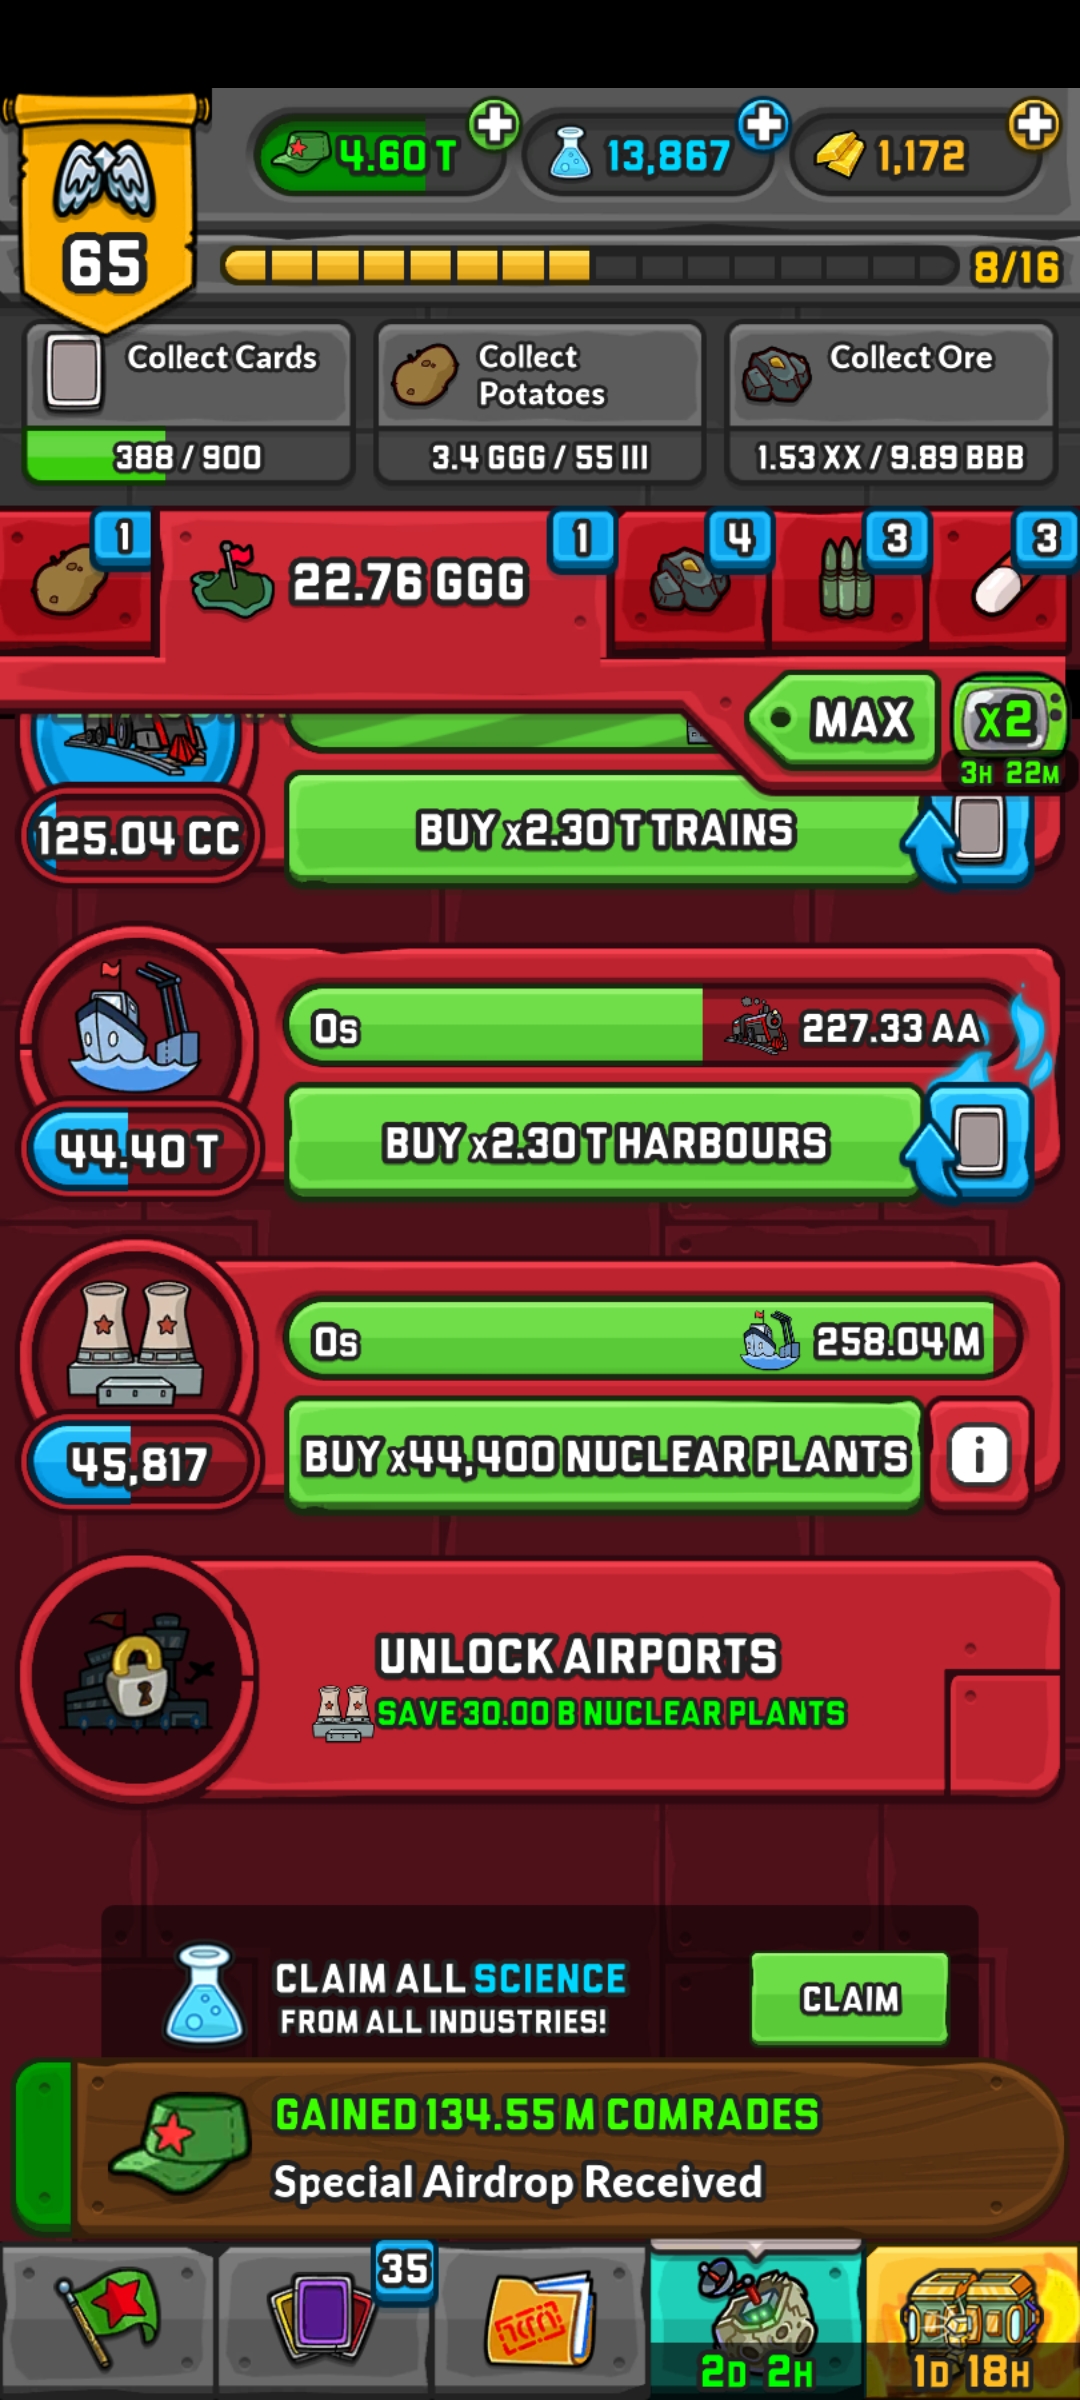 4.60 T
13,867
1,172
65
8/16
Collect Cards
388 / 900
Collect
Potatoes
3.4 GGG / 55 III
Collect Ore
1.53 XX / 9.89 BBB
1
22.76 GGG
1
4
3
3
MAX
x2
3H 22M
125.04 CC
BUY x2.30 T TRAINS
0s
227.33 AA
44.40 T
BUY x2.30 T HARBOURS
0s
258.04 M
45,817
BUY x44,400 NUCLEAR PLANTS
i
UNLOCK AIRPORTS
SAVE 30.00 B NUCLEAR PLANTS
CLAIM ALL SCIENCE
FROM ALL INDUSTRIES!
CLAIM
GAINED 134.55 M COMRADES
Special Airdrop Received
35
2D 2H
1D 18H